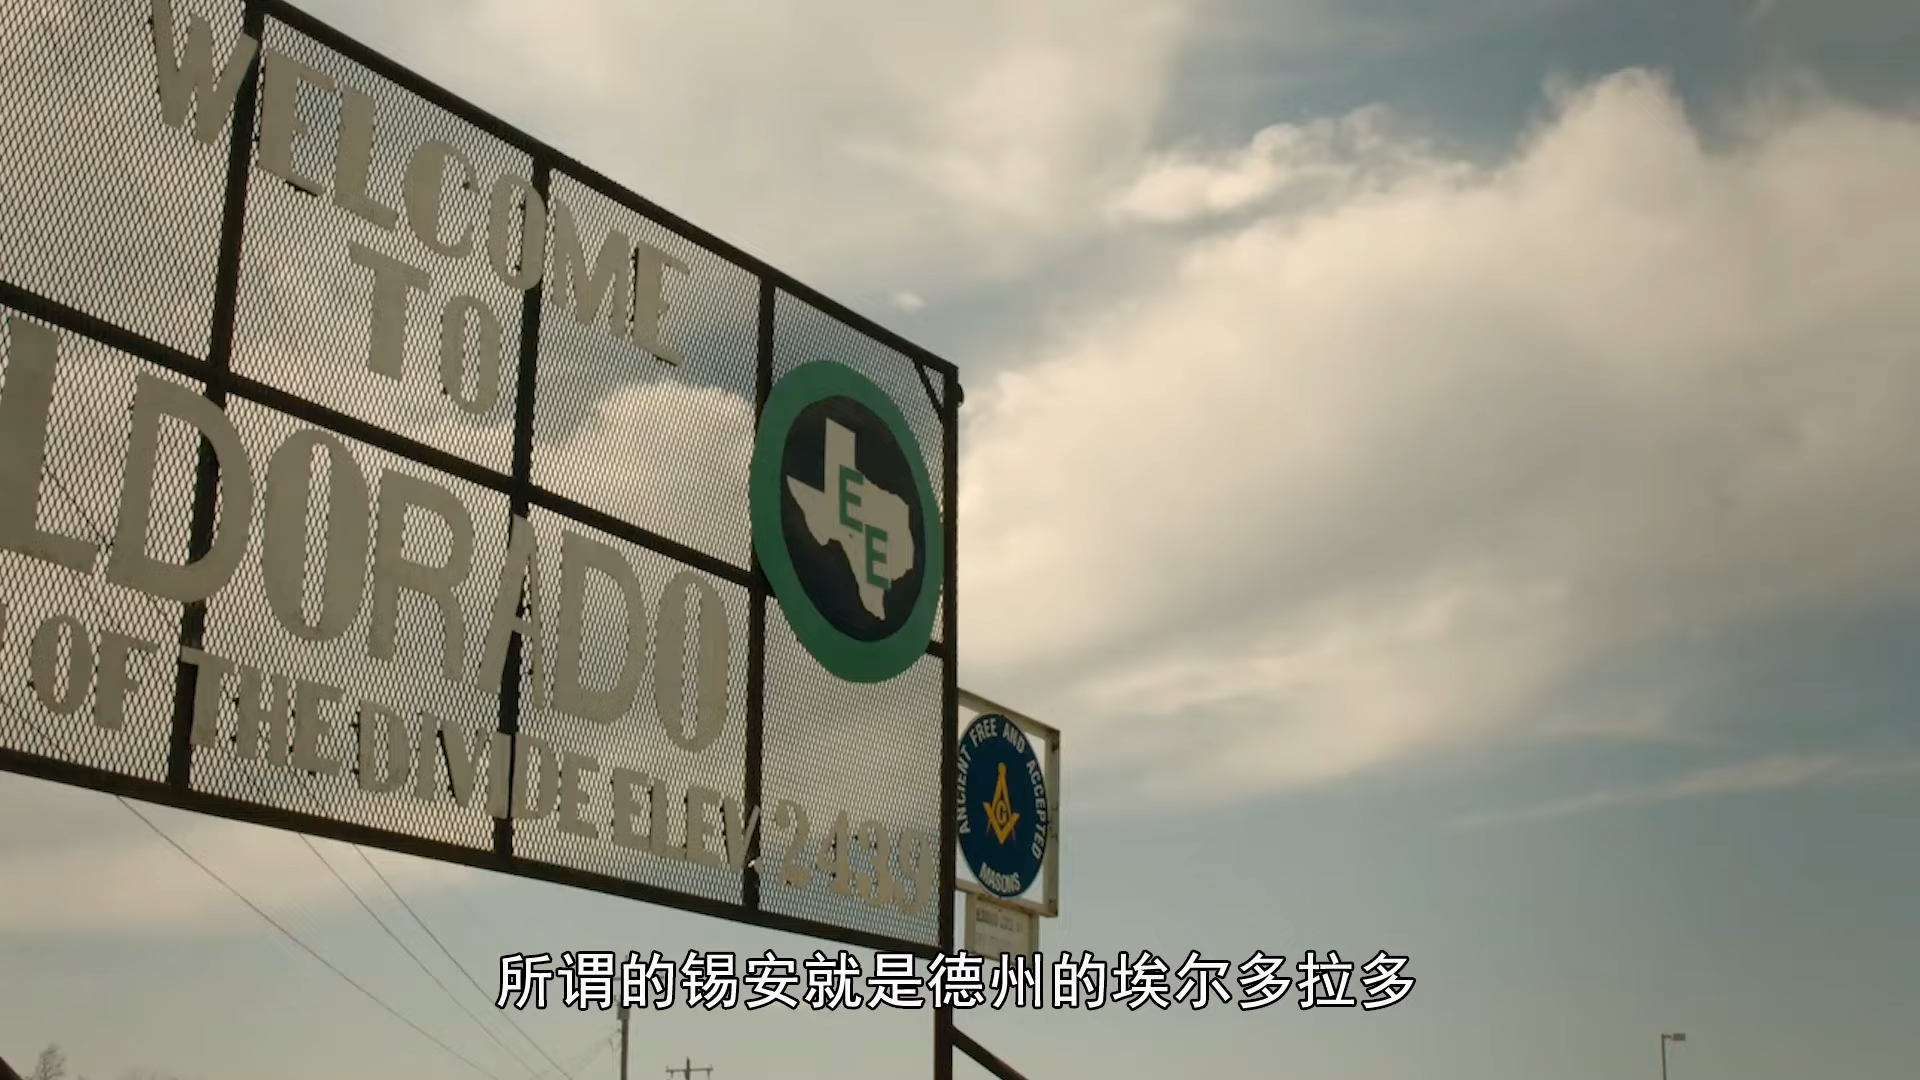 WELCOME
TO
LDORADO
OF THE DIVIDE ELEV. 2439
E
E
ANCIENT FREE AND ACCEPTED
MASONS
G
所谓的锡安就是德州的埃尔多拉多